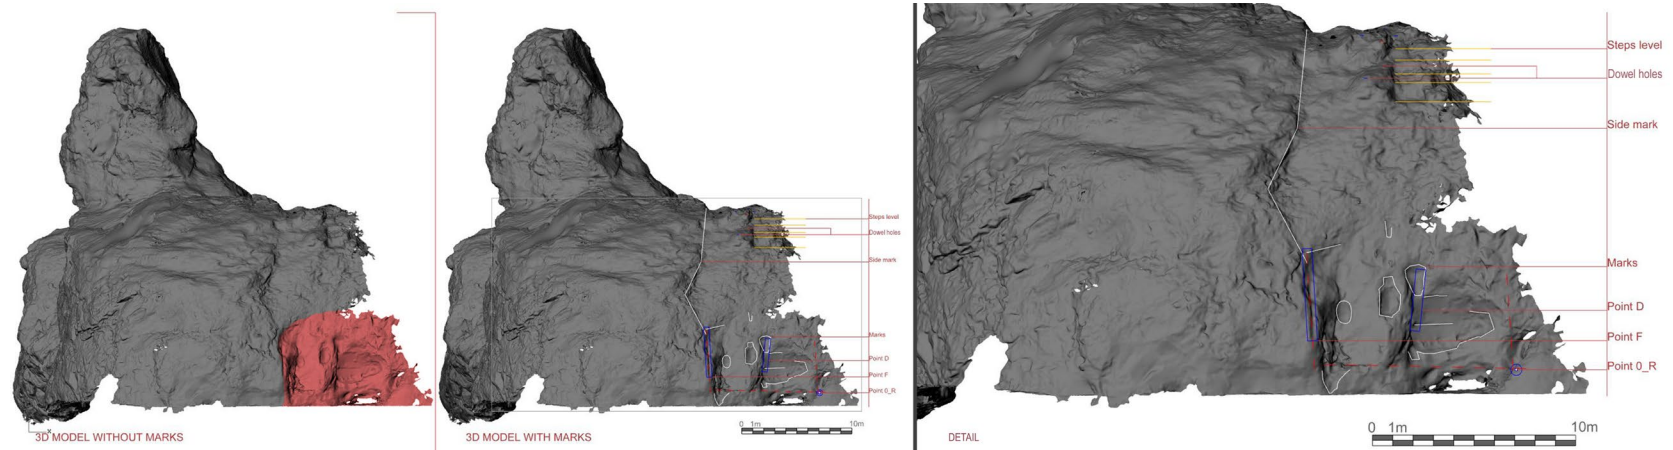 3D MODEL WITHOUT MARKS
Steps level
Dowel holes
Side mark
Marks
Point D
Point F
Point 0_R
0 1m 10m
3D MODEL WITH MARKS
Steps level
Dowel holes
Side mark
Marks
Point D
Point F
Point 0_R
0 1m 10m
DETAIL